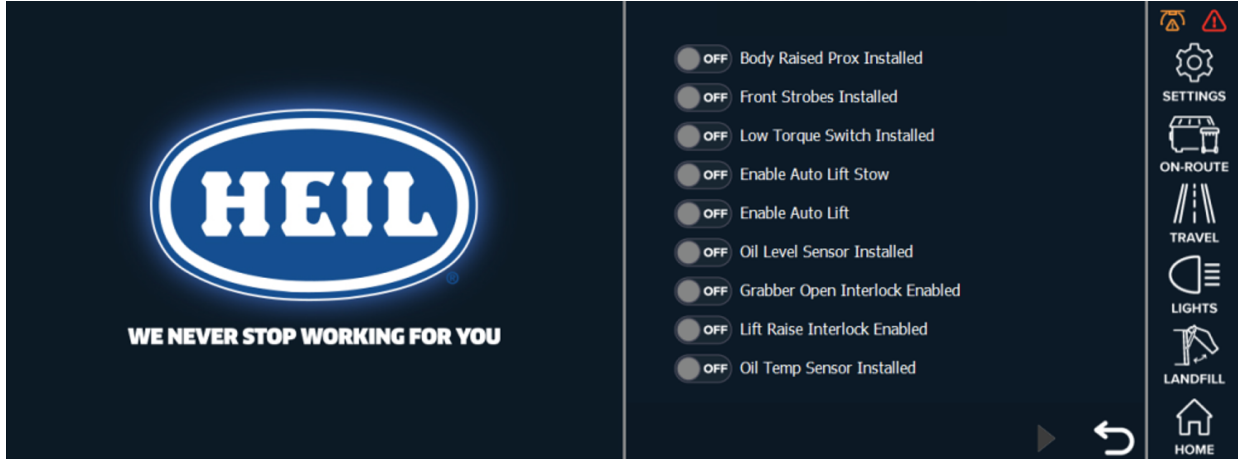 HEIL
®
WE NEVER STOP WORKING FOR YOU
OFF Body Raised Prox Installed
OFF Front Strobes Installed
OFF Low Torque Switch Installed
OFF Enable Auto Lift Stow
OFF Enable Auto Lift
OFF Oil Level Sensor Installed
OFF Grabber Open Interlock Enabled
OFF Lift Raise Interlock Enabled
OFF Oil Temp Sensor Installed
SETTINGS
ON-ROUTE
TRAVEL
LIGHTS
LANDFILL
HOME